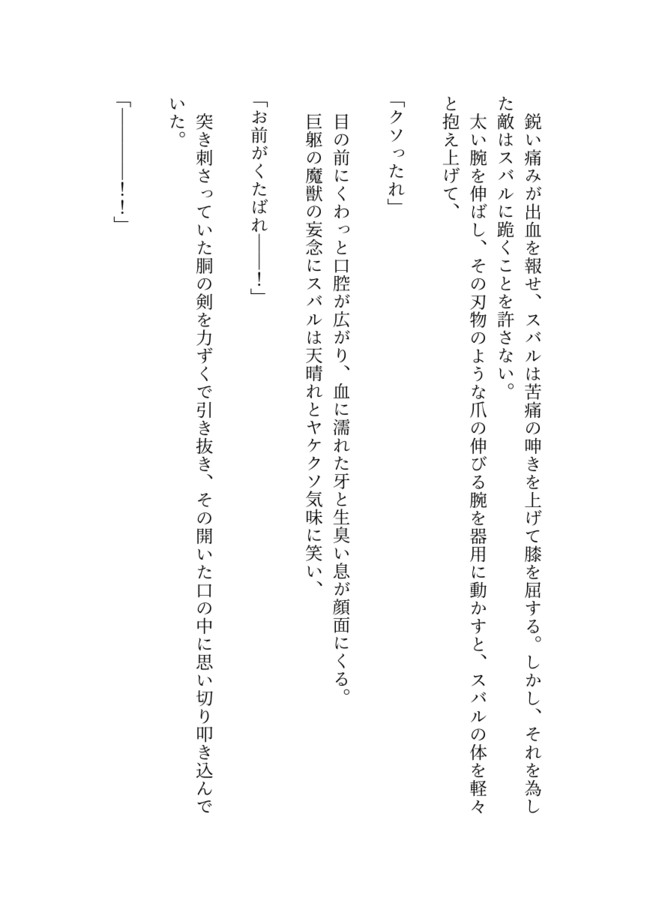 鋭い痛みが出血を報せ、スバルは苦痛の呻きを上げて膝を屈する。しかし、それを為し
た敵はスバルに跪くことを許さない。
太い腕を伸ばし、その刃物のような爪の伸びる腕を器用に動かすと、スバルの体を軽々
と抱え上げて、
「クソったれ」
目の前にくわっと口腔が広がり、血に濡れた牙と生臭い息が顔面にくる。
巨躯の魔獣の妄念にスバルは天晴れとヤケクソ気味に笑い、
「お前がくたばれ――！」
突き刺さっていた胴の剣を力ずくで引き抜き、その開いた口の中に思い切り叩き込んで
いた。
「――――！！」